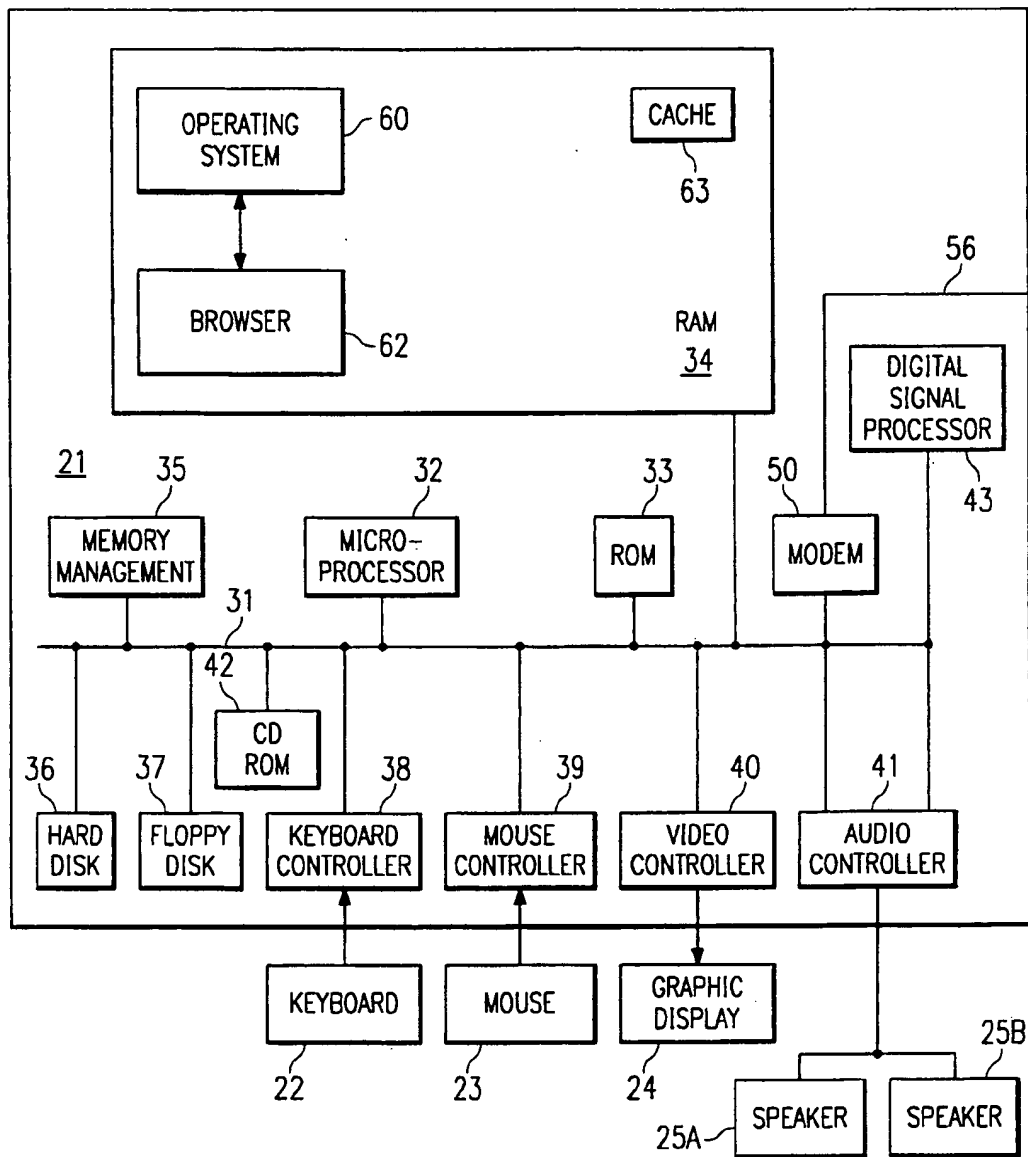 OPERATING
SYSTEM
60
CACHE
63
BROWSER
62
RAM
34
56
DIGITAL
SIGNAL
PROCESSOR
43
21
35
MEMORY
MANAGEMENT
32
MICRO-
PROCESSOR
33
ROM
50
MODEM
31
42
CD
ROM
36
HARD
DISK
37
FLOPPY
DISK
38
KEYBOARD
CONTROLLER
39
MOUSE
CONTROLLER
40
VIDEO
CONTROLLER
41
AUDIO
CONTROLLER
KEYBOARD
22
MOUSE
23
GRAPHIC
DISPLAY
24
25A
SPEAKER
25B
SPEAKER